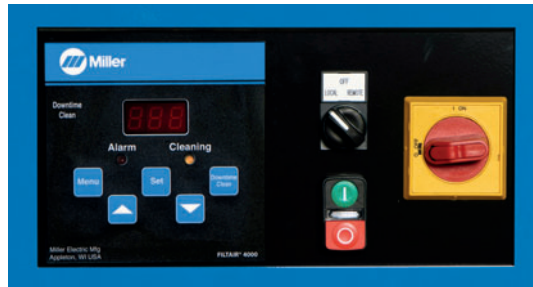 Miller
Downtime
Clean
888
Alarm
Cleaning
Menu
Set
Downtime
Clean
Miller Electric Mfg
Appleton, WI USA
FILTAIR® 4000
OFF
LOCAL REMOTE
I ON
O OFF